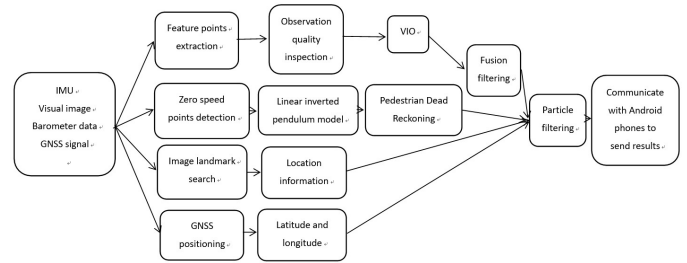 IMU
Visual image
Barometer data
GNSS signal
Feature points
extraction
Observation
quality
inspection
VIO
Fusion
filtering
Zero speed
points detection
Linear inverted
pendulum model
Pedestrian Dead
Reckoning
Image landmark
search
Location
information
GNSS
positioning
Latitude and
longitude
Particle
filtering
Communicate
with Android
phones to
send results